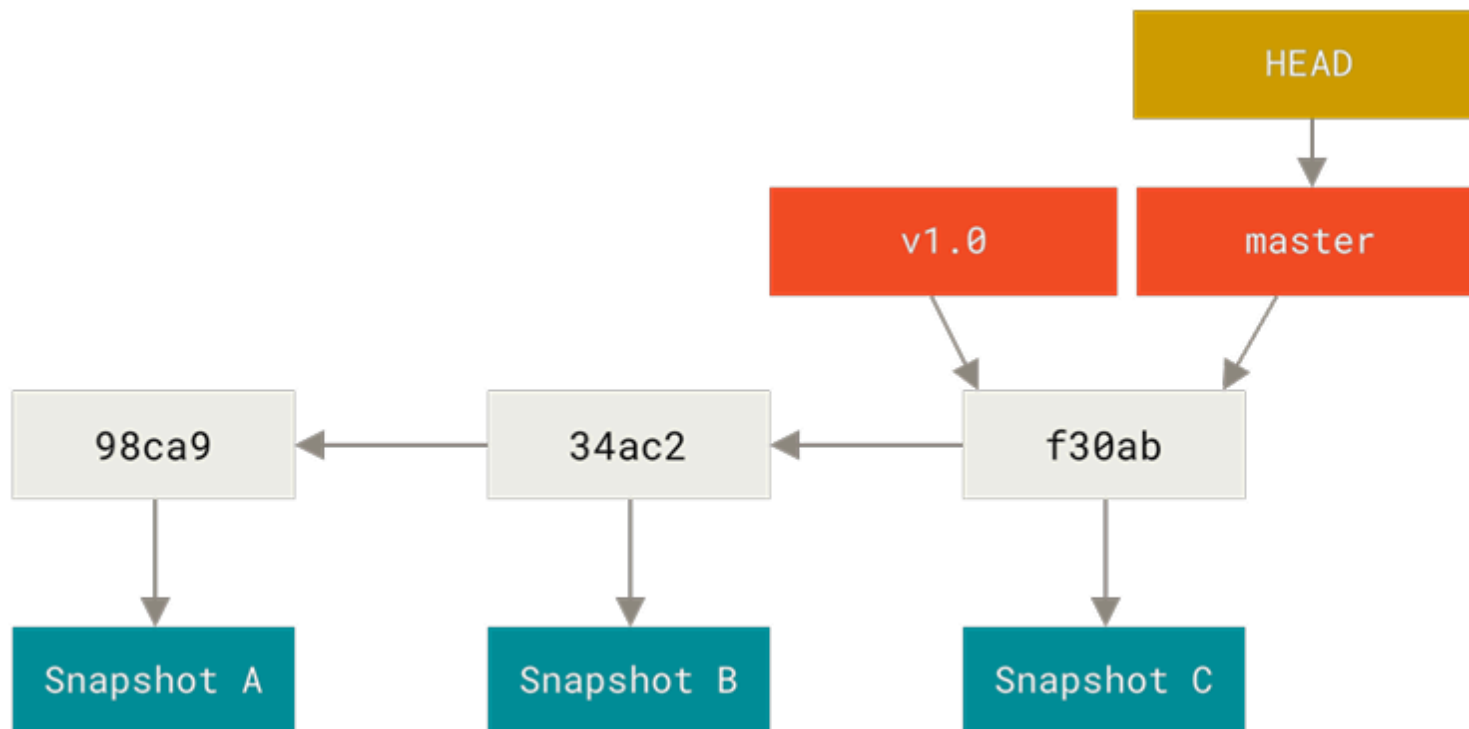 HEAD
v1.0
master
98ca9
34ac2
f30ab
Snapshot A
Snapshot B
Snapshot C